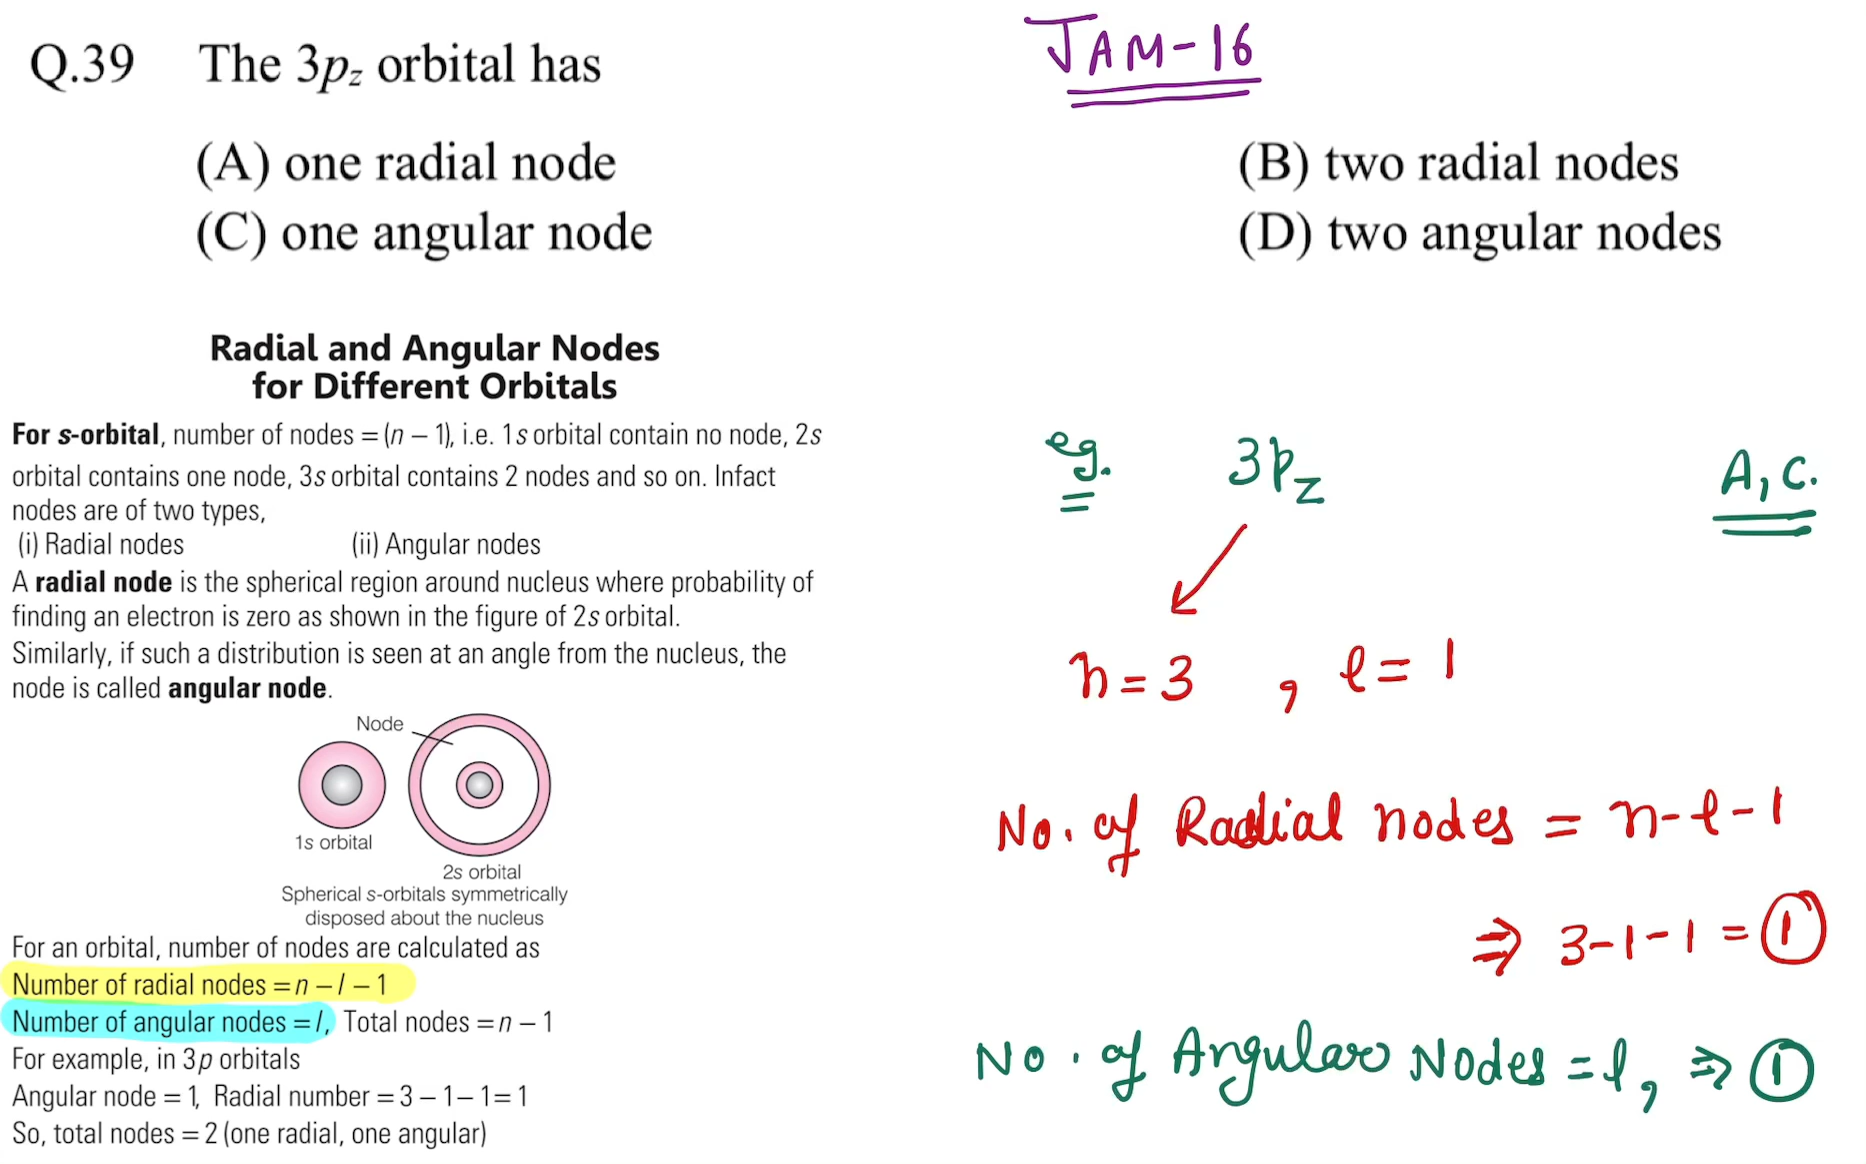 Q.39 The 3p_z orbital has
JAM-16
(A) one radial node (B) two radial nodes
(C) one angular node (D) two angular nodes
Radial and Angular Nodes
for Different Orbitals
For s-orbital, number of nodes = (n – 1), i.e. 1s orbital contain no node, 2s
orbital contains one node, 3s orbital contains 2 nodes and so on. Infact
nodes are of two types,
(i) Radial nodes (ii) Angular nodes
A radial node is the spherical region around nucleus where probability of
finding an electron is zero as shown in the figure of 2s orbital.
Similarly, if such a distribution is seen at an angle from the nucleus, the
node is called angular node.
Node
1s orbital
2s orbital
Spherical s-orbitals symmetrically
disposed about the nucleus
For an orbital, number of nodes are calculated as
Number of radial nodes = n – l – 1
Number of angular nodes = l, Total nodes = n – 1
For example, in 3p orbitals
Angular node = 1, Radial number = 3 – 1 – 1 = 1
So, total nodes = 2 (one radial, one angular)
eg. 3p_z A, C.
n = 3 , l = 1
No. of Radial nodes = n-l-1
⇒ 3-1-1 = 1
No. of Angular Nodes = l, ⇒ 1